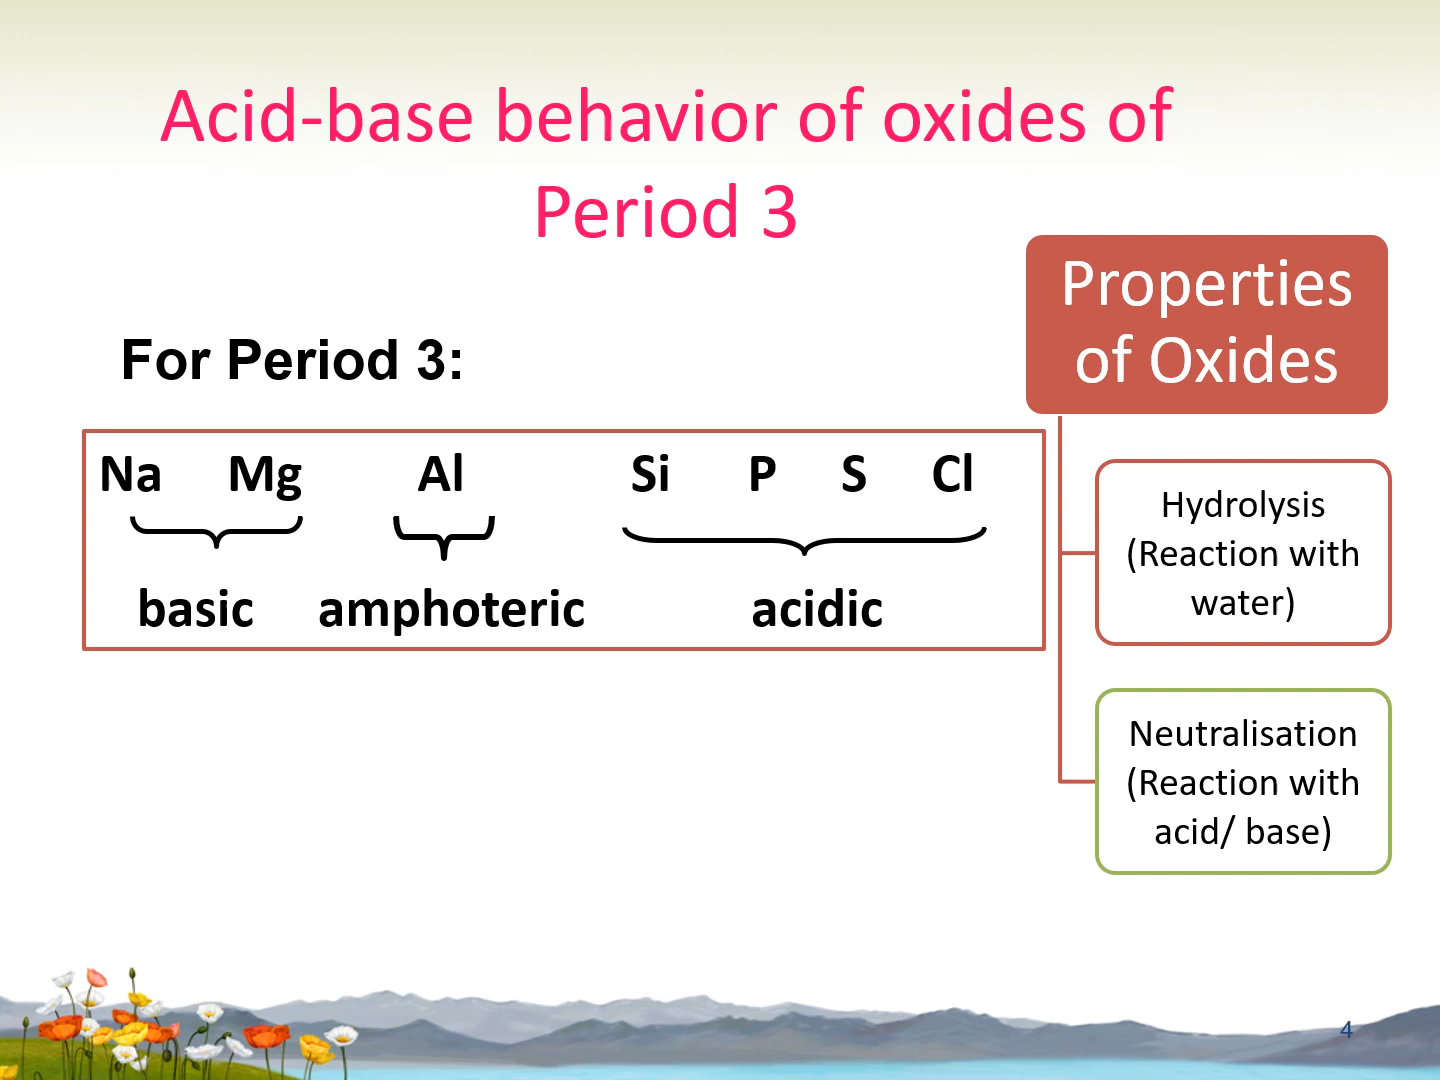 Acid-base behavior of oxides of
Period 3
For Period 3:
Na Mg Al Si P S Cl
basic amphoteric acidic
Properties
of Oxides
Hydrolysis
(Reaction with
water)
Neutralisation
(Reaction with
acid/ base)
4